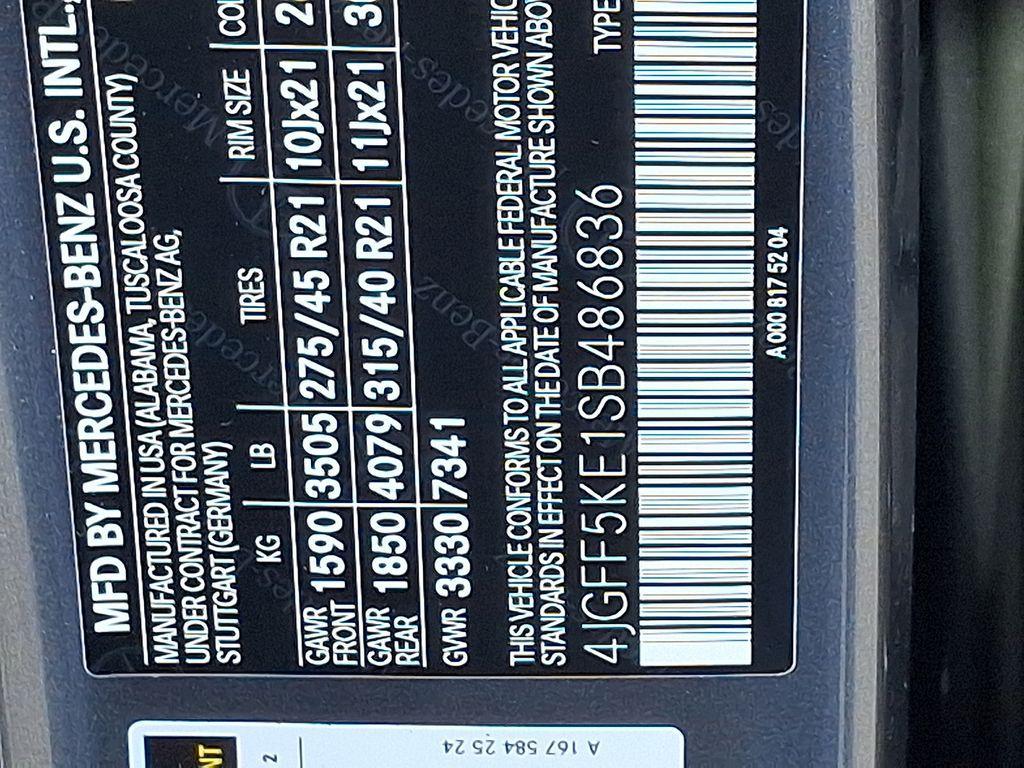 MFD BY MERCEDES-BENZ U.S. INTL.,
MANUFACTURED IN USA (ALABAMA, TUSCALOOSA COUNTY)
UNDER CONTRACT FOR MERCEDES-BENZ AG,
STUTTGART (GERMANY)
KG LB TIRES RIM SIZE
GAWR FRONT 1590 3505 275/45 R21 10Jx21
GAWR REAR 1850 4079 315/40 R21 11Jx21
GVWR 3330 7341
THIS VEHICLE CONFORMS TO ALL APPLICABLE FEDERAL MOTOR
STANDARDS IN EFFECT ON THE DATE OF MANUFACTURE SHOWN
4JGFF5KE1SB486836 TYPE
A 000 817 52 04
A 167 584 25 24
2
NT